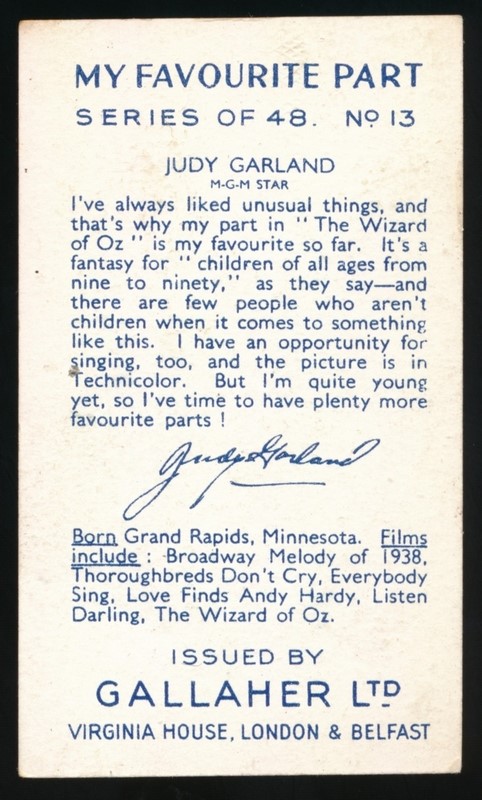 MY FAVOURITE PART
SERIES OF 48. No 13
JUDY GARLAND
M-G-M STAR
I've always liked unusual things, and
that's why my part in "The Wizard
of Oz" is my favourite so far. It's a
fantasy for "children of all ages from
nine to ninety," as they say—and
there are few people who aren't
children when it comes to something
like this. I have an opportunity for
singing, too, and the picture is in
Technicolor. But I'm quite young
yet, so I've time to have plenty more
favourite parts !
Judy Garland
Born Grand Rapids, Minnesota. Films
include : Broadway Melody of 1938,
Thoroughbreds Don't Cry, Everybody
Sing, Love Finds Andy Hardy, Listen
Darling, The Wizard of Oz.
ISSUED BY
GALLAHER LTD
VIRGINIA HOUSE, LONDON & BELFAST